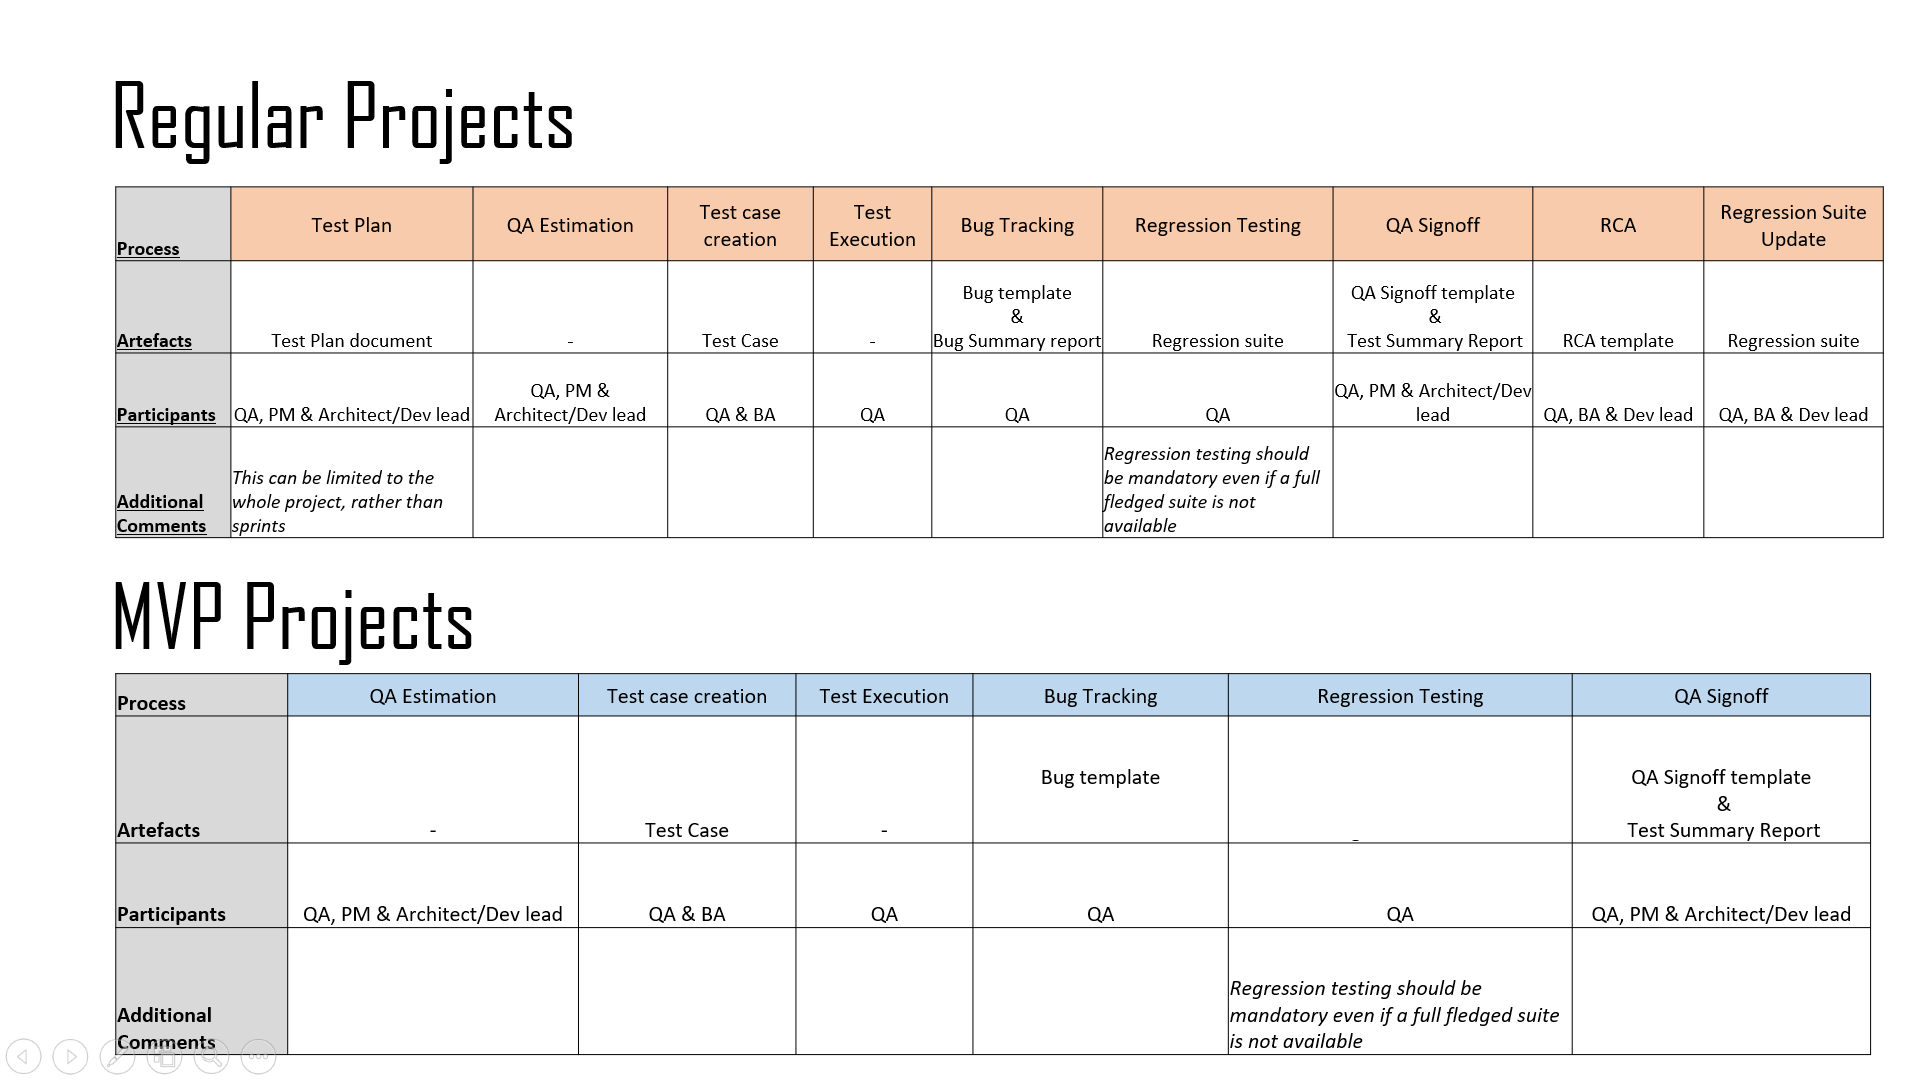 Regular Projects
Process
Test Plan
QA Estimation
Test case
creation
Test
Execution
Bug Tracking
Regression Testing
QA Signoff
RCA
Regression Suite
Update
Artefacts
Test Plan document
-
Test Case
-
Bug template
&
Bug Summary report
Regression suite
QA Signoff template
&
Test Summary Report
RCA template
Regression suite
Participants
QA, PM & Architect/Dev lead
QA, PM &
Architect/Dev lead
QA & BA
QA
QA
QA
QA, PM & Architect/Dev
lead
QA, BA & Dev lead
QA, BA & Dev lead
Additional
Comments
This can be limited to the
whole project, rather than
sprints
Regression testing should
be mandatory even if a full
fledged suite is not
available
MVP Projects
Process
QA Estimation
Test case creation
Test Execution
Bug Tracking
Regression Testing
QA Signoff
Artefacts
-
Test Case
-
Bug template
-
QA Signoff template
&
Test Summary Report
Participants
QA, PM & Architect/Dev lead
QA & BA
QA
QA
QA
QA, PM & Architect/Dev lead
Additional
Comments
Regression testing should be
mandatory even if a full fledged suite
is not available